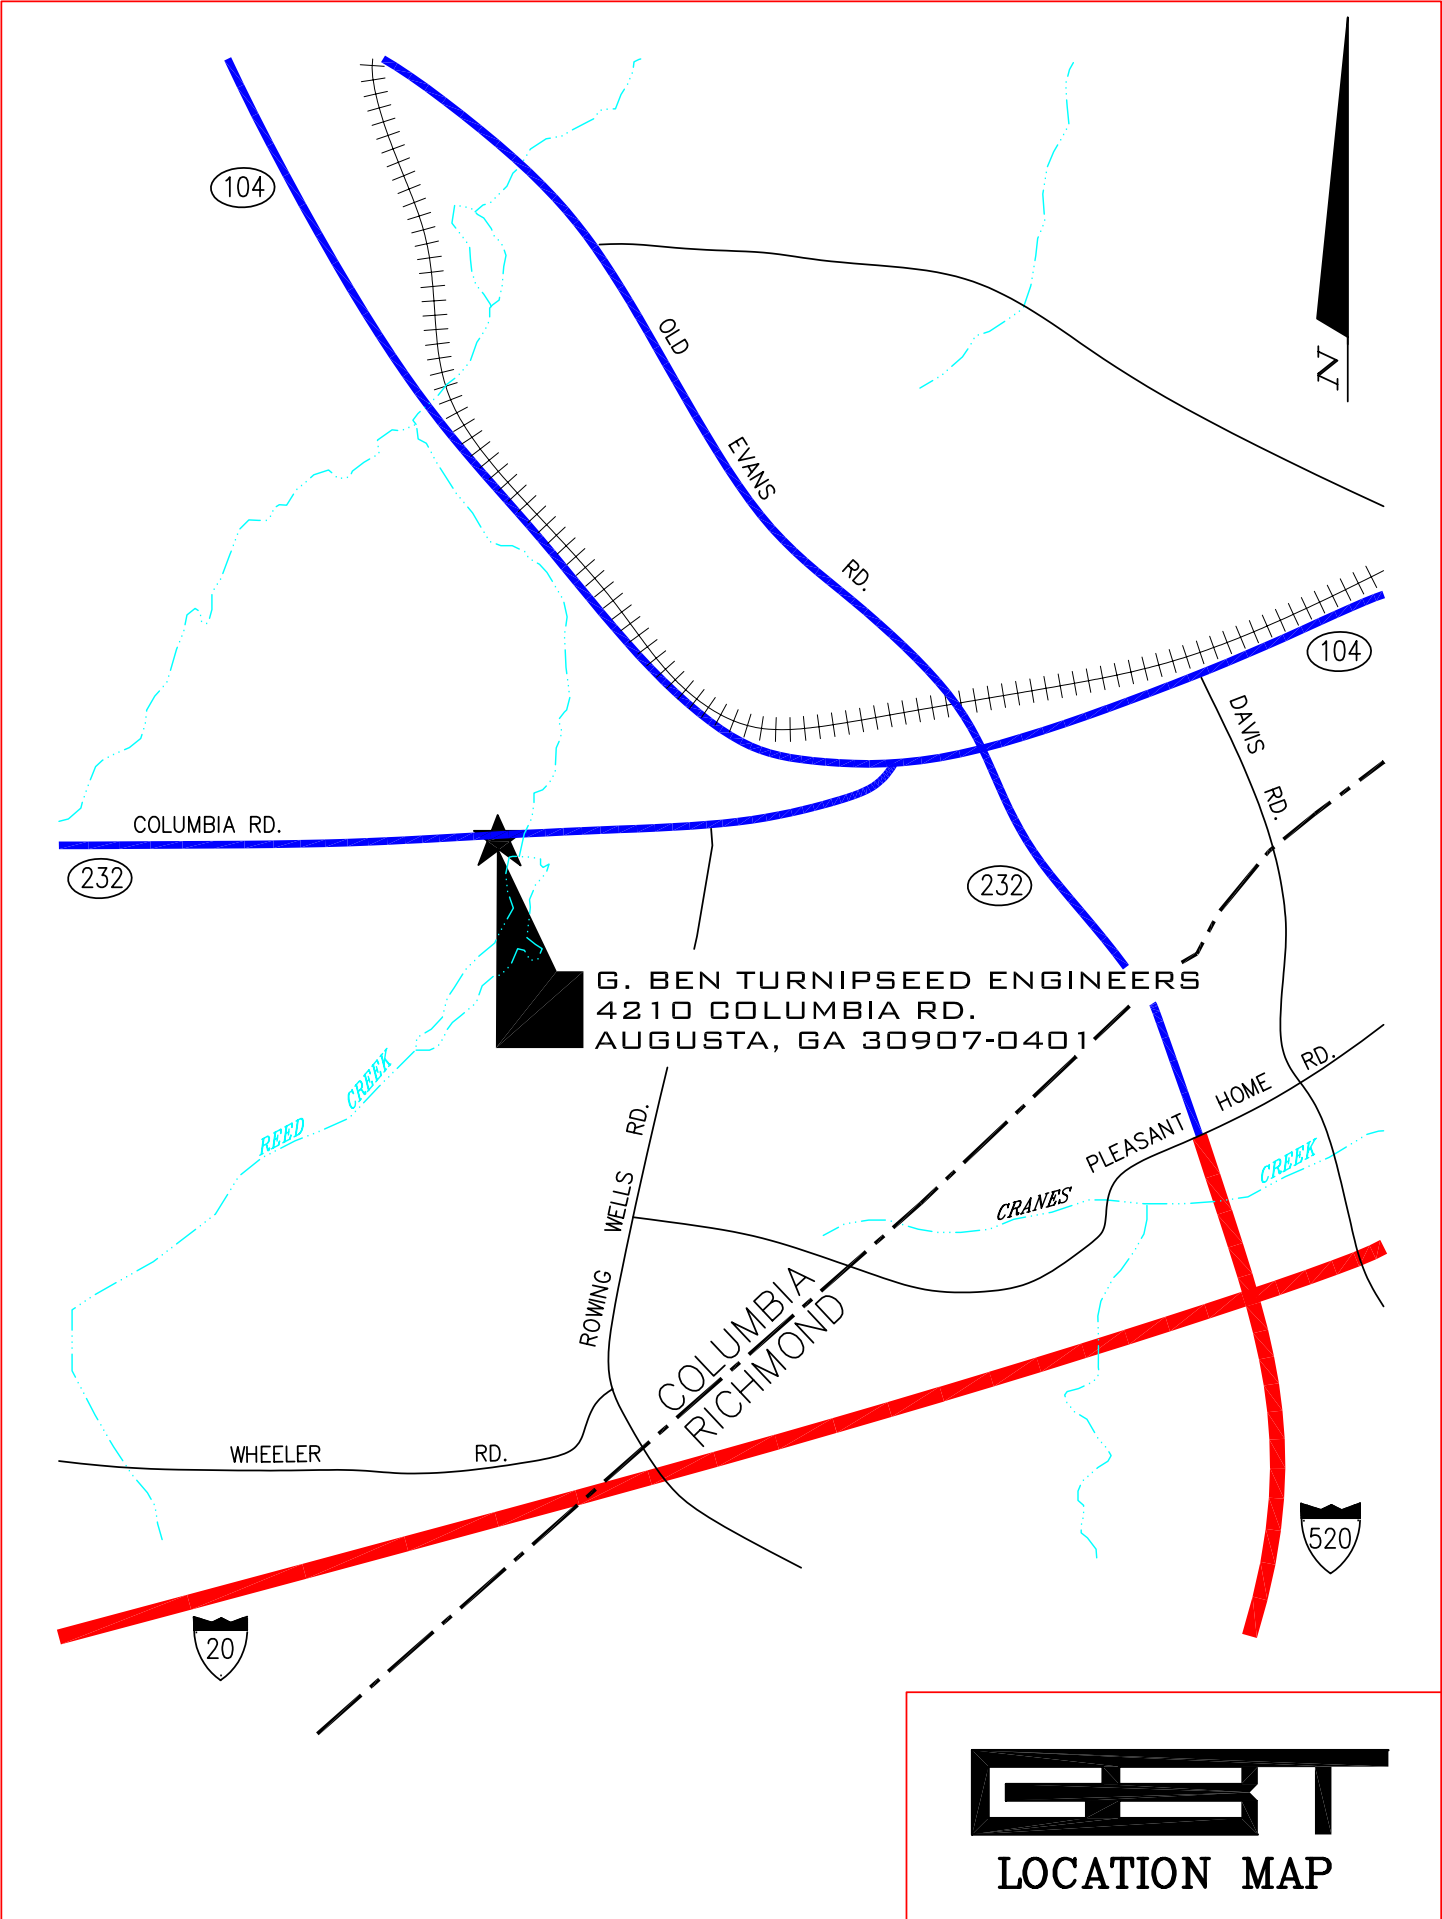 104
N
OLD
EVANS
RD.
104
DAVIS
RD.
COLUMBIA RD.
232
232
G. BEN TURNIPSEED ENGINEERS
4210 COLUMBIA RD.
AUGUSTA, GA 30907-0401
REED CREEK
PLEASANT HOME RD.
CRANES CREEK
ROWING WELLS RD.
COLUMBIA
RICHMOND
WHEELER RD.
520
20
GBT
LOCATION MAP